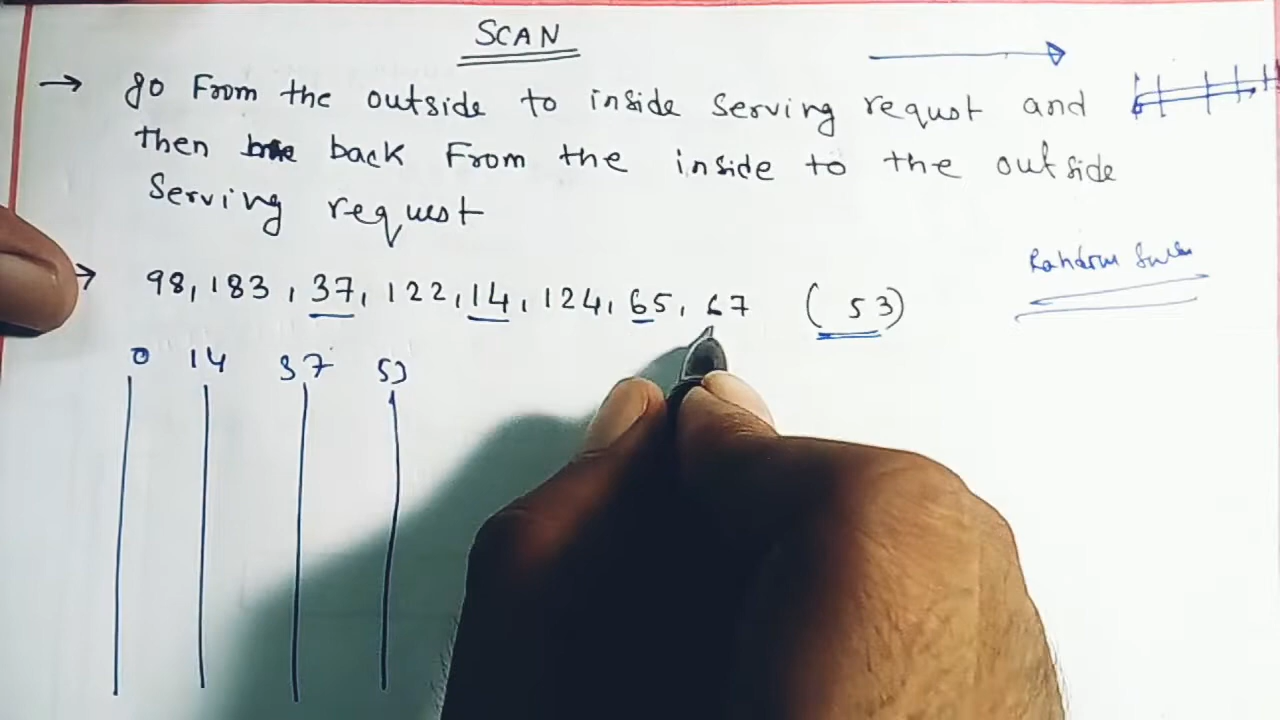 SCAN
→ go From the outside to inside serving requst and
then back From the inside to the outside
Serving request
→ 98, 183, 37, 122, 14, 124, 65, 67 (53)
0 14 37 53